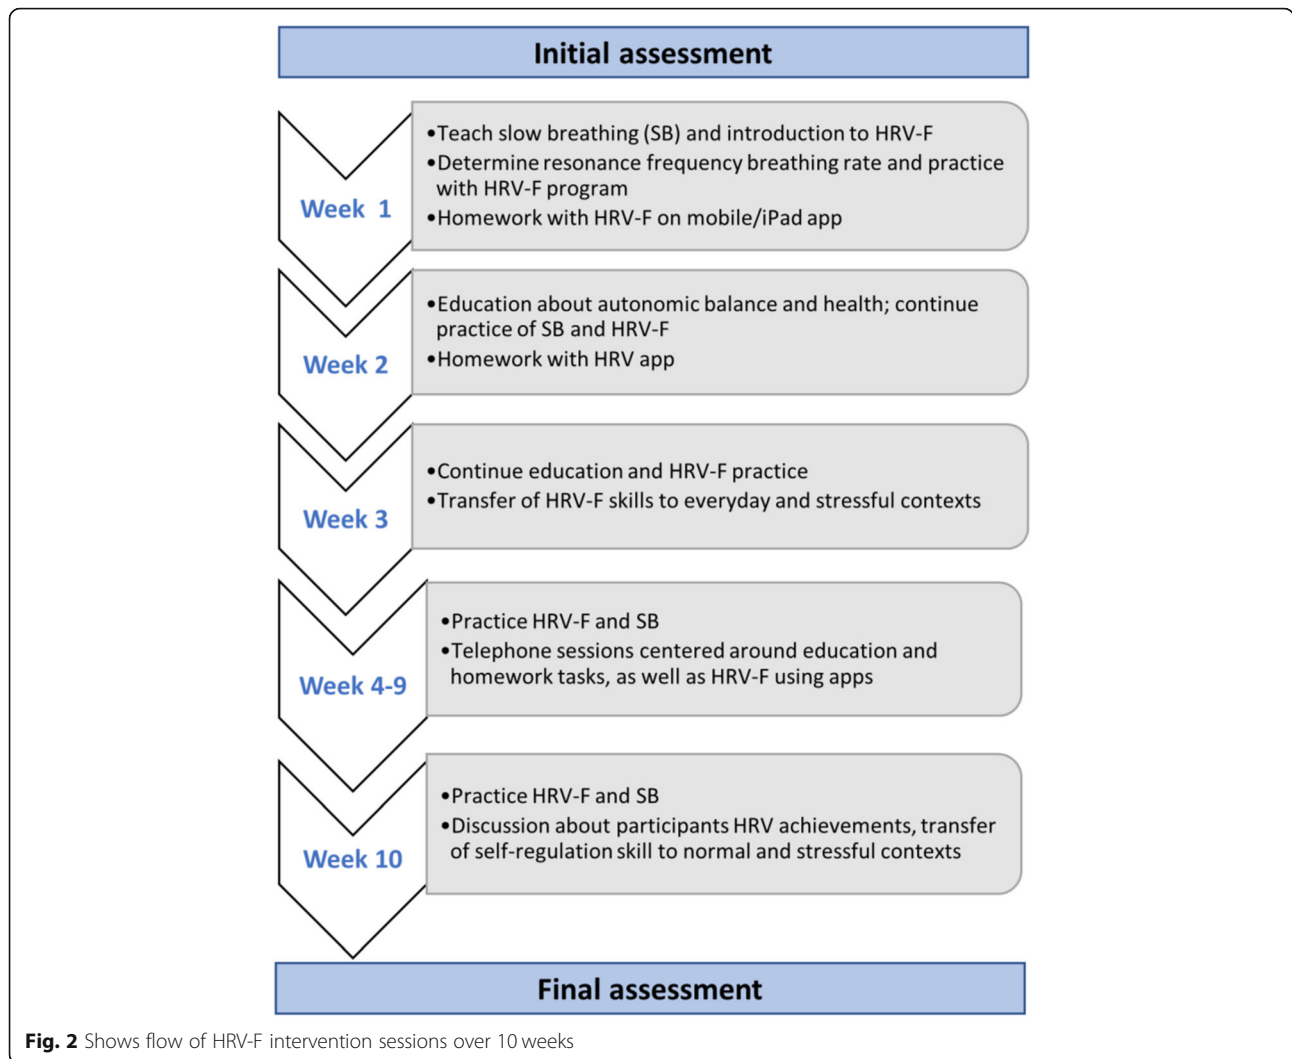 Initial assessment
Week 1
•Teach slow breathing (SB) and introduction to HRV-F
•Determine resonance frequency breathing rate and practice
with HRV-F program
•Homework with HRV-F on mobile/iPad app
Week 2
•Education about autonomic balance and health; continue
practice of SB and HRV-F
•Homework with HRV app
Week 3
•Continue education and HRV-F practice
•Transfer of HRV-F skills to everyday and stressful contexts
Week 4-9
•Practice HRV-F and SB
•Telephone sessions centered around education and
homework tasks, as well as HRV-F using apps
Week 10
•Practice HRV-F and SB
•Discussion about participants HRV achievements, transfer
of self-regulation skill to normal and stressful contexts
Final assessment
Fig. 2 Shows flow of HRV-F intervention sessions over 10 weeks